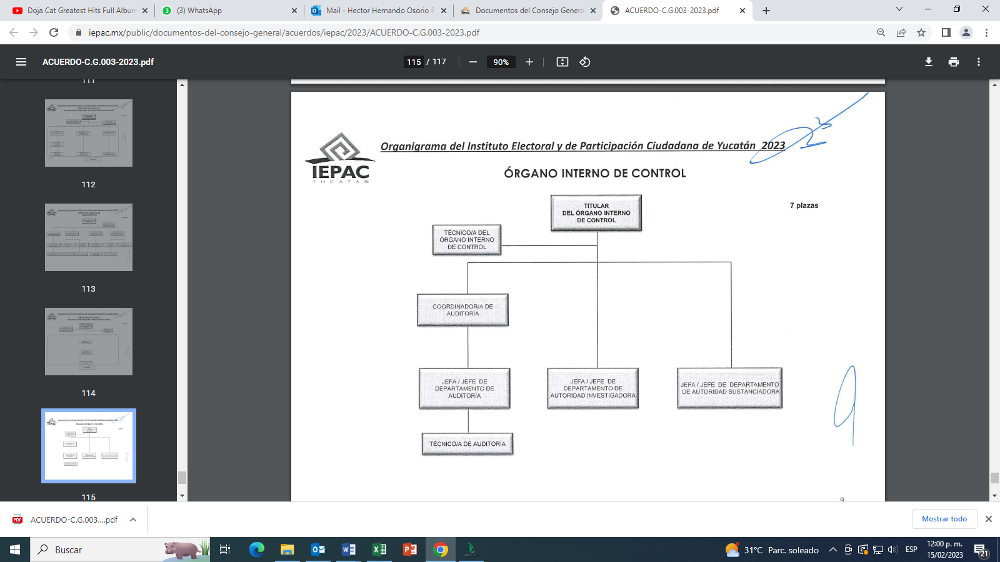 Doja Cat Greatest Hits Full Album
(3) WhatsApp
Mail - Hector Hernando Osorio P
Documentos del Consejo Genera
ACUERDO-C.G.003-2023.pdf
iepac.mx/public/documentos-del-consejo-general/acuerdos/iepac/2023/ACUERDO-C.G.003-2023.pdf
ACUERDO-C.G.003-2023.pdf
115 / 117
90%
111
112
113
114
115
IEPAC
YUCATÁN
Organigrama del Instituto Electoral y de Participación Ciudadana de Yucatán 2023
ÓRGANO INTERNO DE CONTROL
7 plazas
TITULAR
DEL ÓRGANO INTERNO
DE CONTROL
TÉCNICO/A DEL
ÓRGANO INTERNO
DE CONTROL
COORDINADOR/A DE
AUDITORÍA
JEFA / JEFE DE
DEPARTAMENTO DE
AUDITORÍA
JEFA / JEFE DE
DEPARTAMENTO DE
AUTORIDAD INVESTIGADORA
JEFA / JEFE DE DEPARTAMENTO
DE AUTORIDAD SUSTANCIADORA
TÉCNICO/A DE AUDITORÍA
9
ACUERDO-C.G.003....pdf
Mostrar todo
Buscar
31°C Parc. soleado
ESP
12:00 p. m.
15/02/2023
21